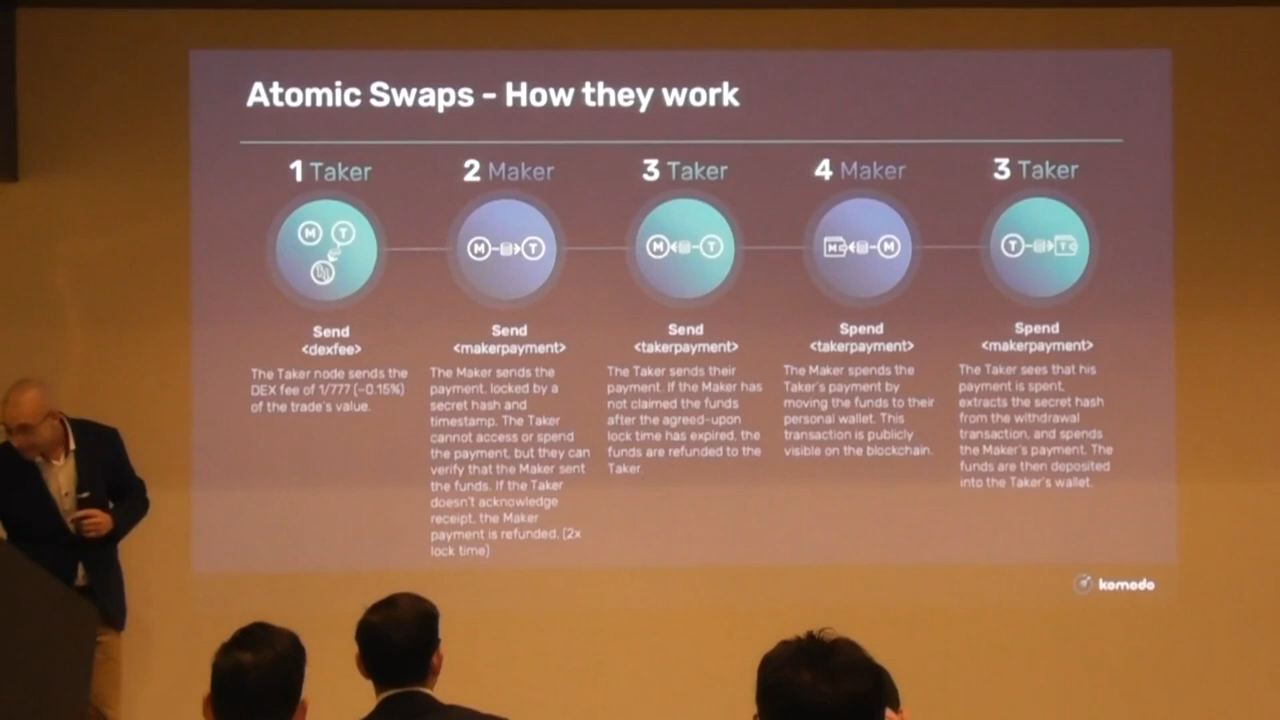 Atomic Swaps - How they work
1 Taker
2 Maker
3 Taker
4 Maker
3 Taker
M T
M T
M T
M M
T T
Send
<dexfee>
The Taker node sends the
DEX fee of 1/777 (~0.15%)
of the trade's value.
Send
<makerpayment>
The Maker sends the
payment, locked by a
secret hash and
timestamp. The Taker
cannot access or spend
the payment, but they can
verify that the Maker sent
the funds. If the Taker
doesn't acknowledge
receipt, the Maker
payment is refunded. (2x
lock time)
Send
<takerpayment>
The Taker sends their
payment. If the Maker has
not claimed the funds
after the agreed-upon
lock time has expired, the
funds are refunded to the
Taker.
Spend
<takerpayment>
The Maker spends the
Taker's payment by
moving the funds to their
personal wallet. This
transaction is publicly
visible on the blockchain.
Spend
<makerpayment>
The Taker sees that his
payment is spent,
extracts the secret hash
from the withdrawal
transaction, and spends
the Maker's payment. The
funds are then deposited
into the Taker's wallet.
komodo